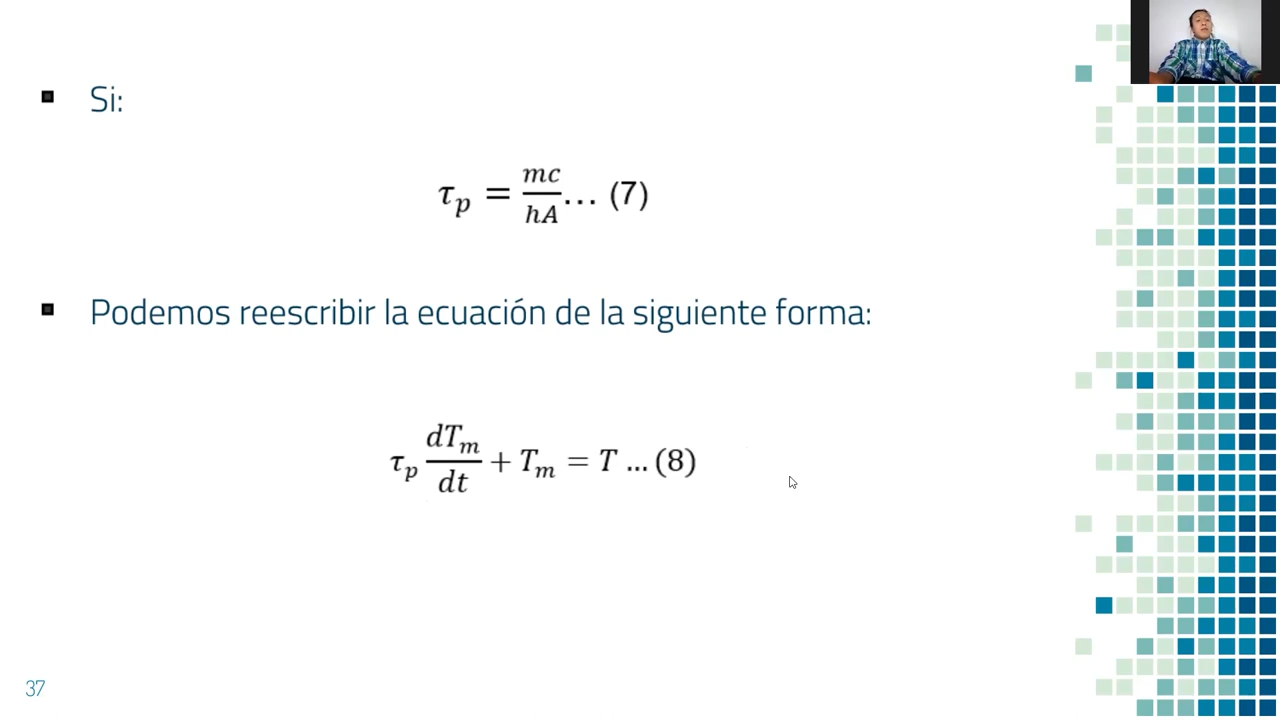 Si:
τ_p = mc/hA … (7)
Podemos reescribir la ecuación de la siguiente forma:
τ_p dT_m/dt + T_m = T … (8)
37